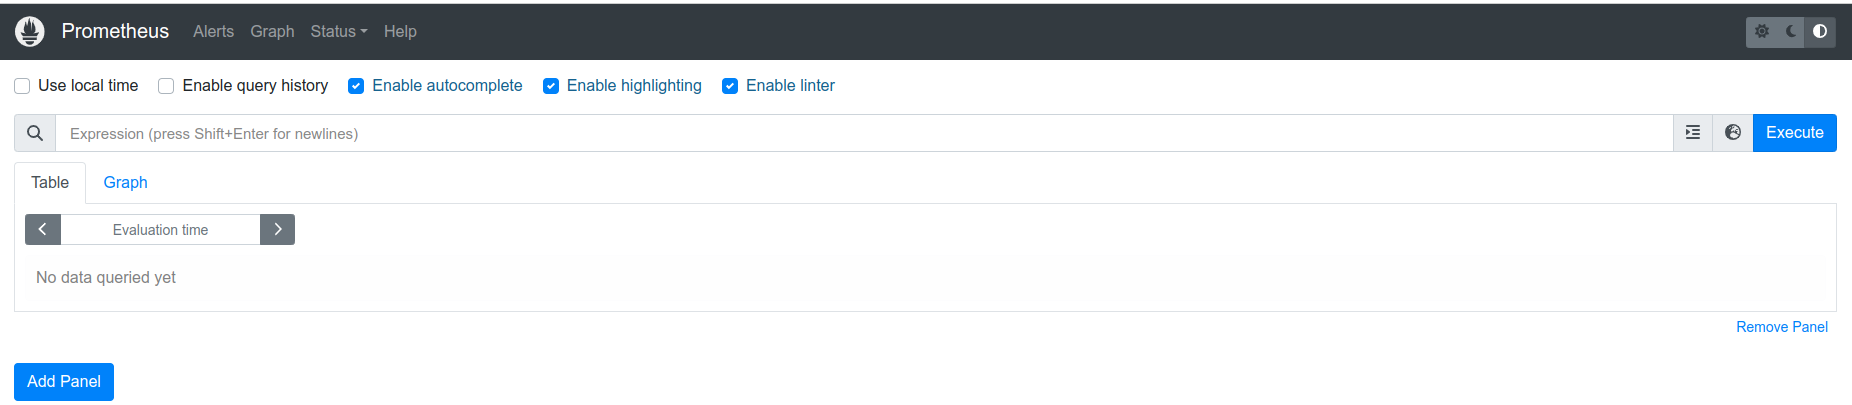 Prometheus Alerts Graph Status Help
Use local time Enable query history Enable autocomplete Enable highlighting Enable linter
Expression (press Shift+Enter for newlines) Execute
Table Graph
Evaluation time
No data queried yet
Remove Panel
Add Panel